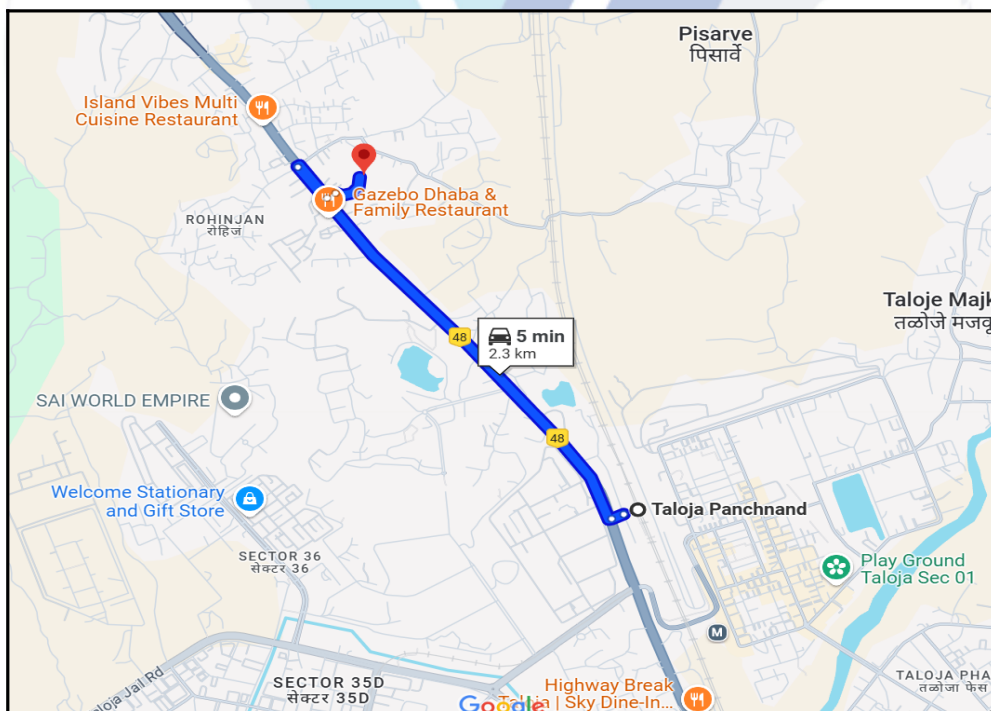 Pisarve
पिसार्वे
Island Vibes Multi
Cuisine Restaurant
Gazebo Dhaba &
Family Restaurant
ROHINJAN
रोहिंज
Taloje Majk
तळोजे मजकू
48
5 min
2.3 km
SAI WORLD EMPIRE
48
Welcome Stationary
and Gift Store
Taloja Panchnand
SECTOR 36
सेक्टर 36
Play Ground
Taloja Sec 01
M
TALOJA PHA
तळोजा फेस
SECTOR 35D
सेक्टर 35D
aloja Jail Rd
Highway Break
Taloja | Sky Dine-In...
Google